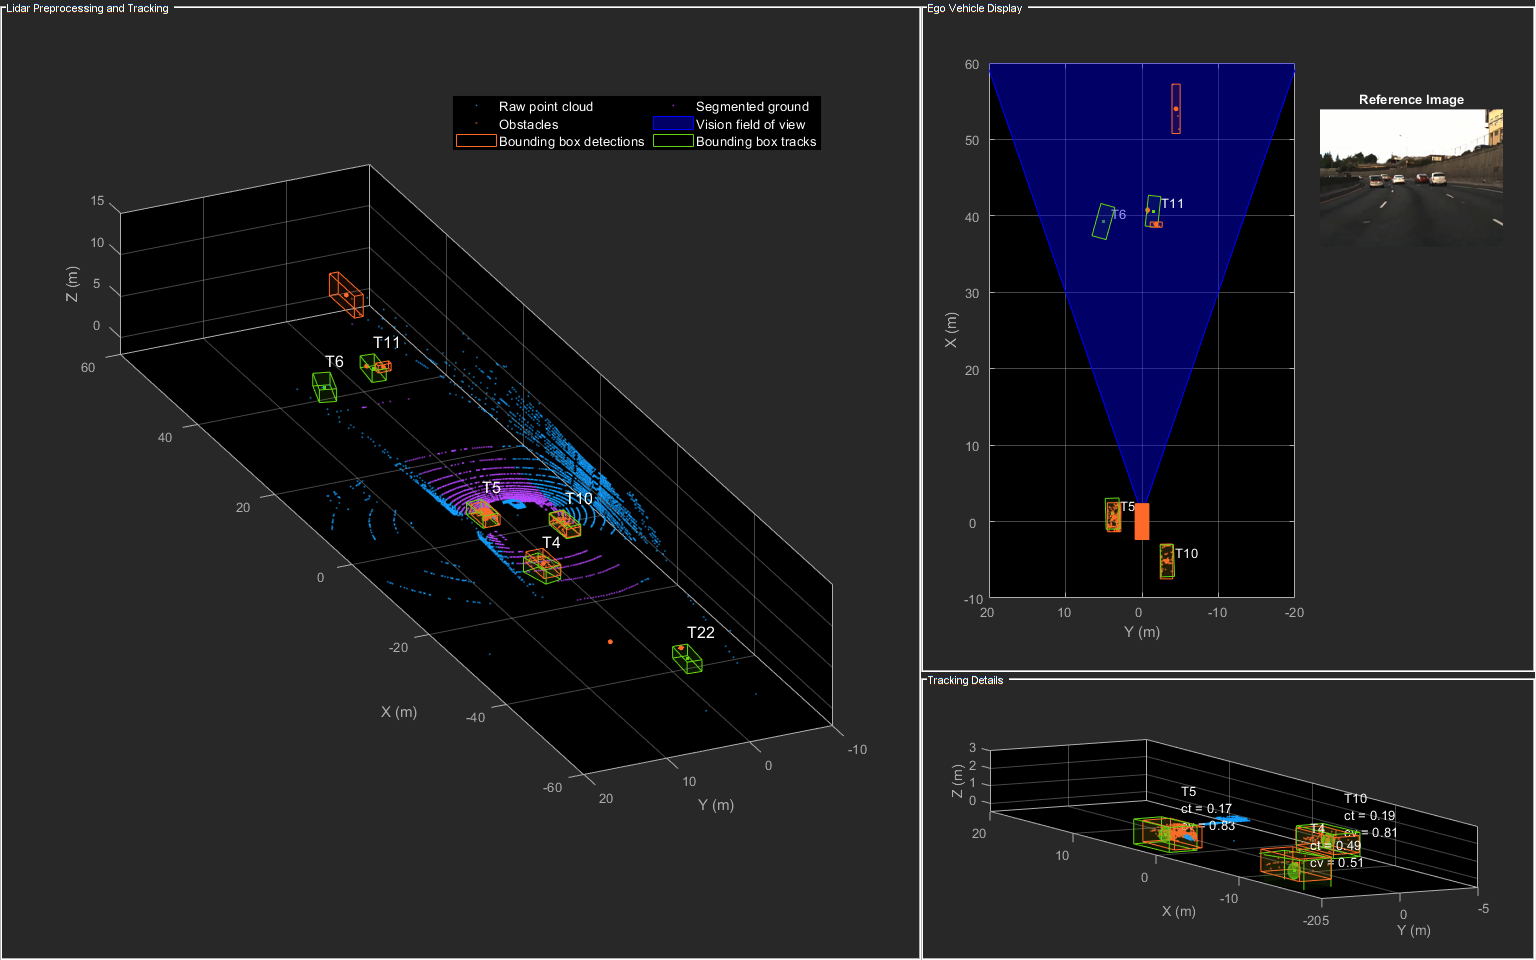 Lidar Preprocessing and Tracking
Raw point cloud
Segmented ground
Obstacles
Vision field of view
Bounding box detections
Bounding box tracks
15
10
5
0
Z (m)
60
40
20
0
-20
-40
-60
X (m)
20
10
0
-10
Y (m)
T6
T11
T5
T10
T4
T22
Ego Vehicle Display
60
50
40
30
20
10
0
-10
X (m)
20
10
0
-10
-20
Y (m)
T6
T11
T5
T10
Reference Image
Tracking Details
3
2
1
0
Z (m)
20
10
0
-10
-205
X (m)
0
-5
Y (m)
T5
ct = 0.17
cv = 0.83
T10
ct = 0.19
cv = 0.81
T4
ct = 0.49
cv = 0.51